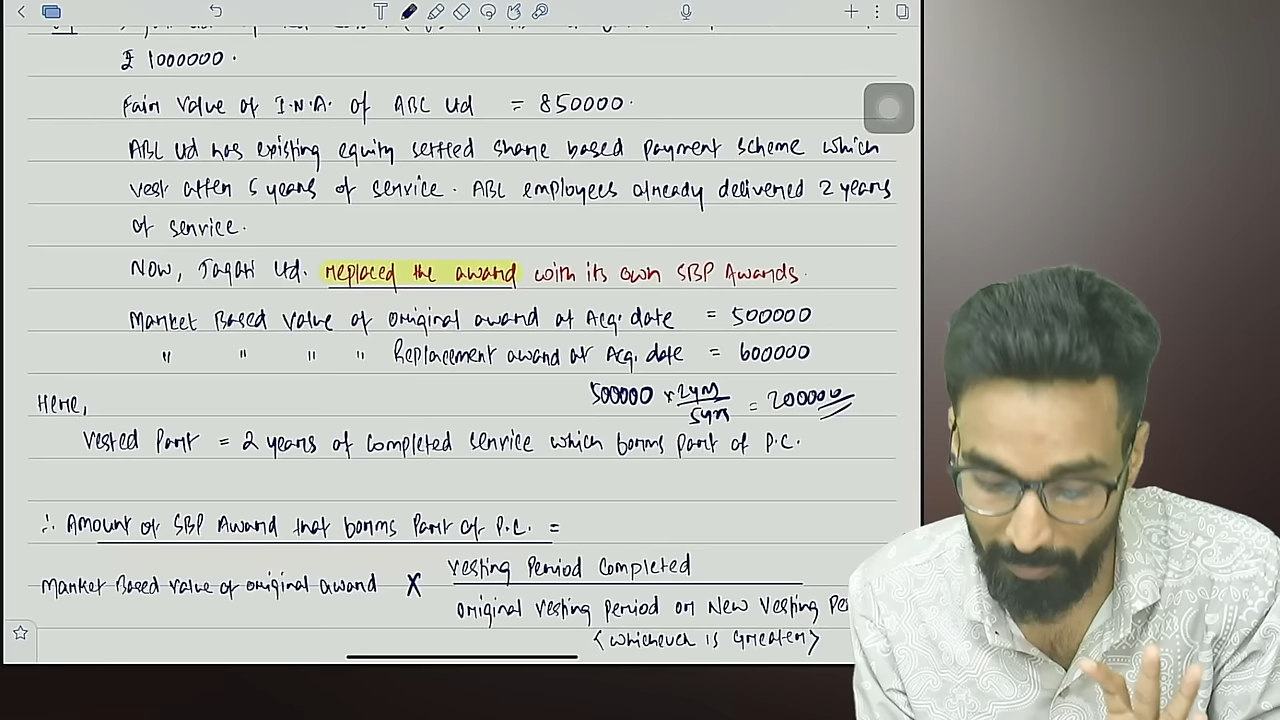 ₹ 1000000.
Fair Value of I.N.A. of ABC Ltd = 850000.
ABC Ltd has existing equity settled share based payment scheme which
vest after 5 years of service. ABC employees already delivered 2 years
of service.
Now, Jagati Ltd. replaced the award with its own SBP Awards.
Market Based Value of original award at Acq. date = 500000
" " " " Replacement award at Acq. date = 600000
500000 × 2yrs/5yrs = 200000
Here,
Vested Part = 2 years of completed service which forms part of P.C.
∴ Amount of SBP Award that forms Part of P.C. =
Market Based Value of original award × Vesting Period Completed
original vesting period or New Vesting Pe
(whichever is Greater)